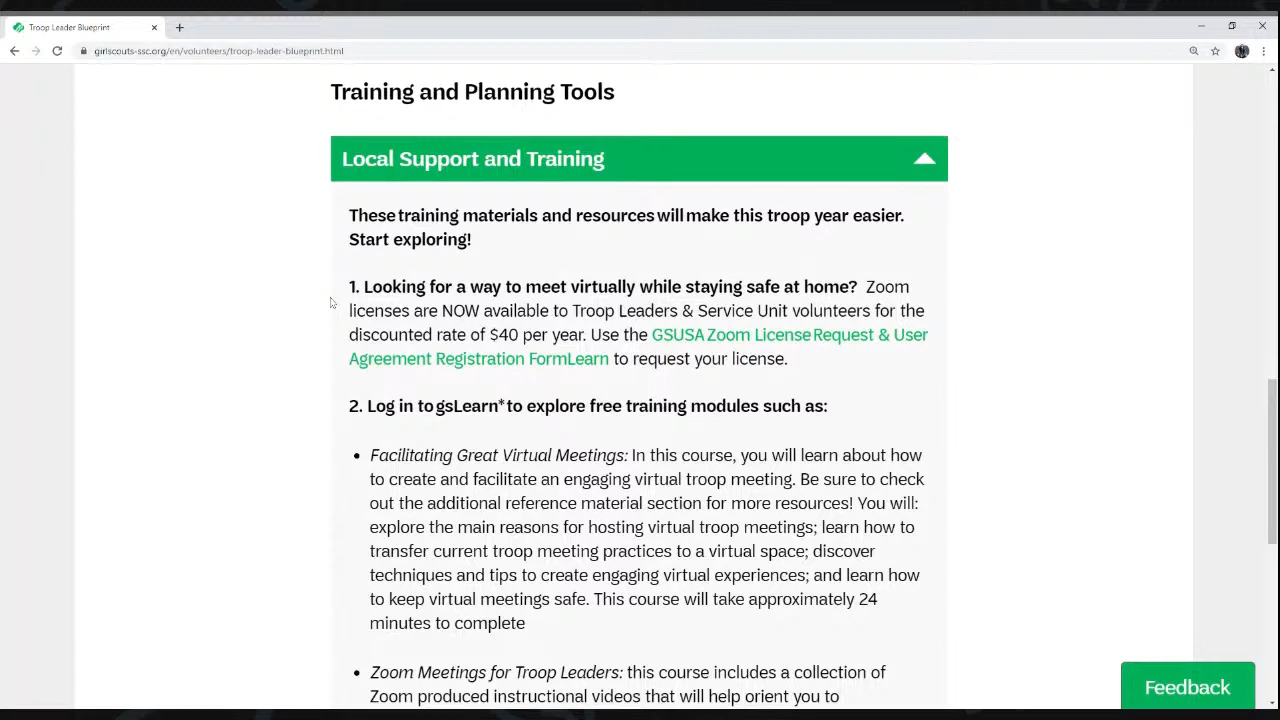 Troop Leader Blueprint
girlscouts-ssc.org/en/volunteers/troop-leader-blueprint.html
Training and Planning Tools
Local Support and Training
These training materials and resources will make this troop year easier.
Start exploring!
1. Looking for a way to meet virtually while staying safe at home? Zoom
licenses are NOW available to Troop Leaders & Service Unit volunteers for the
discounted rate of $40 per year. Use the GSUSA Zoom License Request & User
Agreement Registration FormLearn to request your license.
2. Log in to gsLearn* to explore free training modules such as:
• Facilitating Great Virtual Meetings: In this course, you will learn about how
to create and facilitate an engaging virtual troop meeting. Be sure to check
out the additional reference material section for more resources! You will:
explore the main reasons for hosting virtual troop meetings; learn how to
transfer current troop meeting practices to a virtual space; discover
techniques and tips to create engaging virtual experiences; and learn how
to keep virtual meetings safe. This course will take approximately 24
minutes to complete
• Zoom Meetings for Troop Leaders: this course includes a collection of
Zoom produced instructional videos that will help orient you to
Feedback